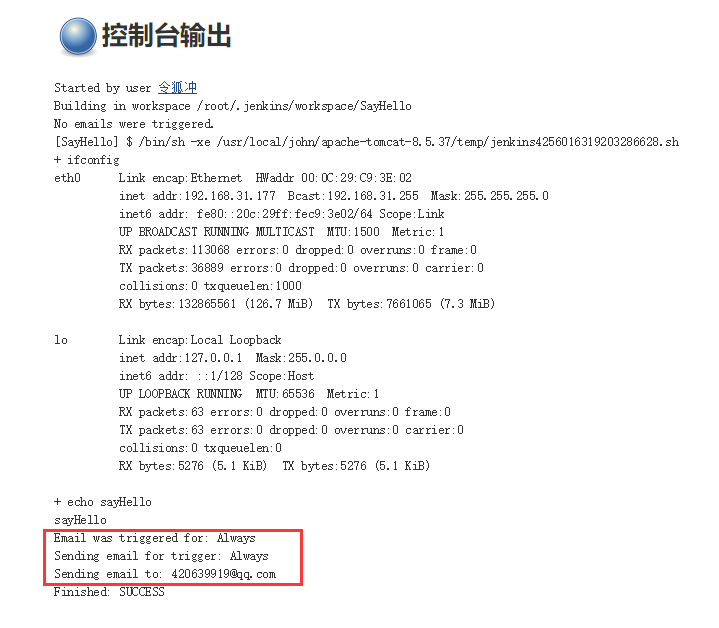 控制台输出
Started by user 令狐冲
Building in workspace /root/.jenkins/workspace/SayHello
No emails were triggered.
[SayHello] $ /bin/sh -xe /usr/local/john/apache-tomcat-8.5.37/temp/jenkins4256016319203286628.sh
+ ifconfig
eth0 Link encap:Ethernet HWaddr 00:0C:29:C9:3E:02
inet addr:192.168.31.177 Bcast:192.168.31.255 Mask:255.255.255.0
inet6 addr: fe80::20c:29ff:fec9:3e02/64 Scope:Link
UP BROADCAST RUNNING MULTICAST MTU:1500 Metric:1
RX packets:113068 errors:0 dropped:0 overruns:0 frame:0
TX packets:36889 errors:0 dropped:0 overruns:0 carrier:0
collisions:0 txqueuelen:1000
RX bytes:132865561 (126.7 MiB) TX bytes:7661065 (7.3 MiB)
lo Link encap:Local Loopback
inet addr:127.0.0.1 Mask:255.0.0.0
inet6 addr: ::1/128 Scope:Host
UP LOOPBACK RUNNING MTU:65536 Metric:1
RX packets:63 errors:0 dropped:0 overruns:0 frame:0
TX packets:63 errors:0 dropped:0 overruns:0 carrier:0
collisions:0 txqueuelen:0
RX bytes:5276 (5.1 KiB) TX bytes:5276 (5.1 KiB)
+ echo sayHello
sayHello
Email was triggered for: Always
Sending email for trigger: Always
Sending email to: 420639919@qq.com
Finished: SUCCESS